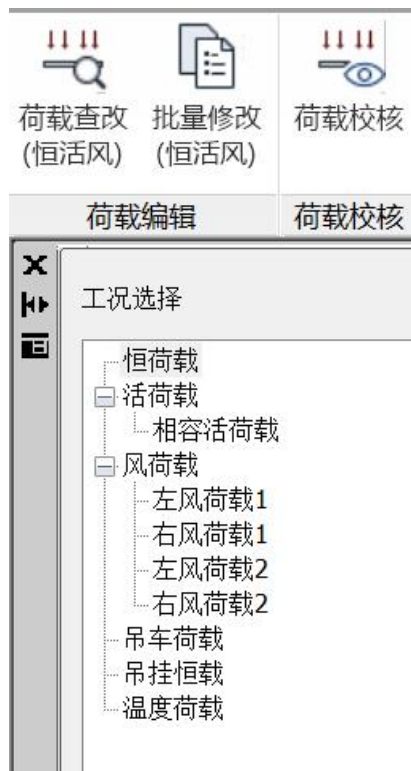 荷载查改 批量修改 荷载校核
(恒活风) (恒活风)
荷载编辑 荷载校核
工况选择
恒荷载
活荷载
相容活荷载
风荷载
左风荷载1
右风荷载1
左风荷载2
右风荷载2
吊车荷载
吊挂恒载
温度荷载